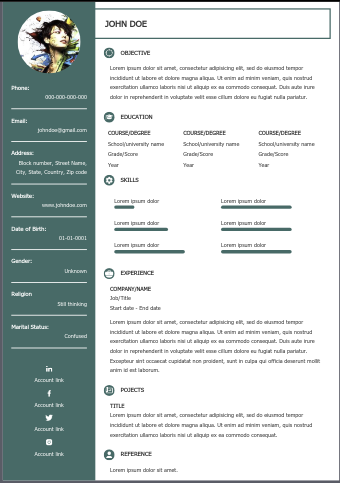 JOHN DOE
Phone:
000-000-000-000
Email:
johndoe@gmail.com
Address:
Block number, Street Name,
City, State, Country, Zip code
Website:
www.johndoe.com
Date of Birth:
01-01-0001
Gender:
Unknown
Religion
Still thinking
Marital Status:
Confused
in
Account link
f
Account link
Account link
Account link
OBJECTIVE
Lorem ipsum dolor sit amet, consectetur adipiscing elit, sed do eiusmod tempor
incididunt ut labore et dolore magna aliqua. Ut enim ad minim veniam, quis nostrud
exercitation ullamco laboris nisi ut aliquip ex ea commodo consequat. Duis aute irure
dolor in reprehenderit in voluptate velit esse cillum dolore eu fugiat nulla pariatur.
EDUCATION
COURSE/DEGREE COURSE/DEGREE COURSE/DEGREE
School/university name School/university name School/university name
Grade/Score Grade/Score Grade/Score
Year Year Year
SKILLS
Lorem ipsum dolor Lorem ipsum dolor
Lorem ipsum dolor Lorem ipsum dolor
Lorem ipsum dolor Lorem ipsum dolor
EXPERIENCE
COMPANY/NAME
Job/Title
Start date - End date
Lorem ipsum dolor sit amet, consectetur adipiscing elit, sed do eiusmod tempor
incididunt ut labore et dolore magna aliqua. Ut enim ad minim veniam, quis nostrud
exercitation ullamco laboris nisi ut aliquip ex ea commodo consequat. Duis aute irure
dolor in reprehenderit in voluptate velit esse cillum dolore eu fugiat nulla pariatur.
Excepteur sint occaecat cupidatat non proident, sunt in culpa qui officia deserunt mollit
anim id est laborum.
POJECTS
TITLE
Lorem ipsum dolor sit amet, consectetur adipiscing elit, sed do eiusmod tempor
incididunt ut labore et dolore magna aliqua. Ut enim ad minim veniam, quis nostrud
exercitation ullamco laboris nisi ut aliquip ex ea commodo consequat.
REFERENCE
Lorem ipsum dolor sit amet.